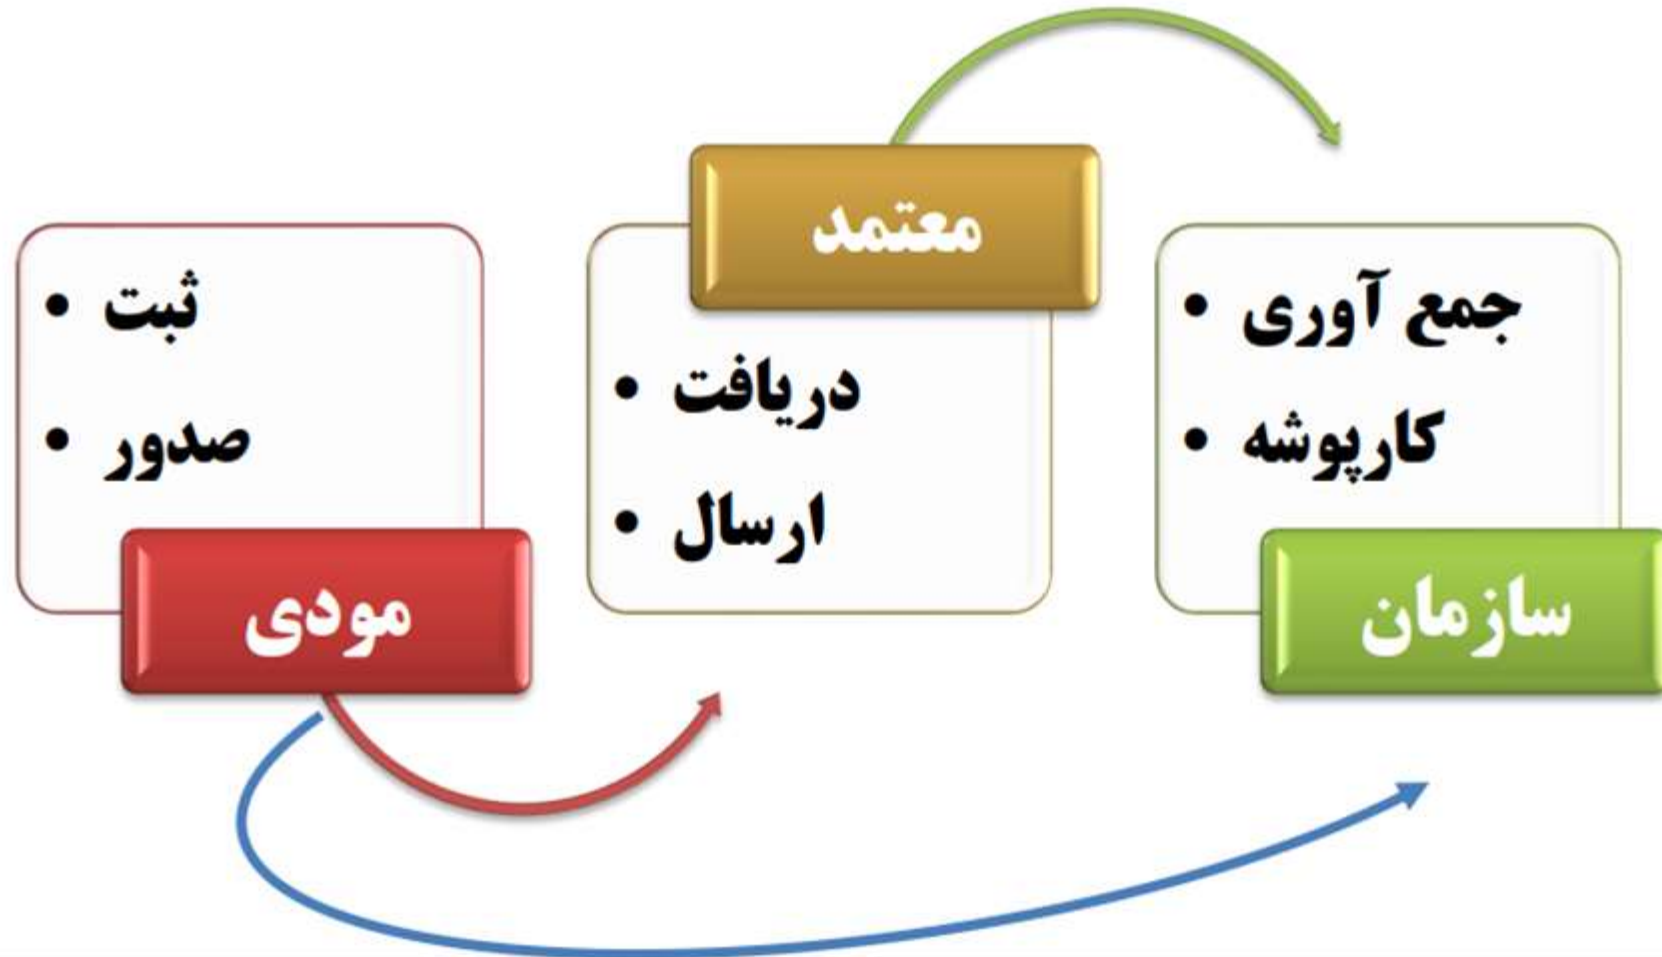 ثبت
صدور
مودی
معتمد
دریافت
ارسال
جمع آوری
کارپوشه
سازمان